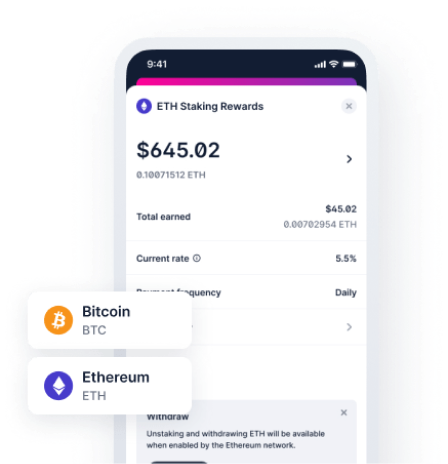 9:41
ETH Staking Rewards
$645.02
0.10071512 ETH
Total earned
$45.02
0.00702954 ETH
Current rate
5.5%
Payment frequency
Daily
Bitcoin
BTC
Ethereum
ETH
Withdraw
Unstaking and withdrawing ETH will be available
when enabled by the Ethereum network.